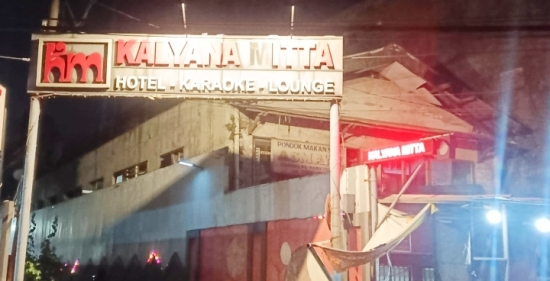 km
KALYANA MITTA
HOTEL - KARAOKE - LOUNGE
PONDOK MAKAN
KALYANA MITTA